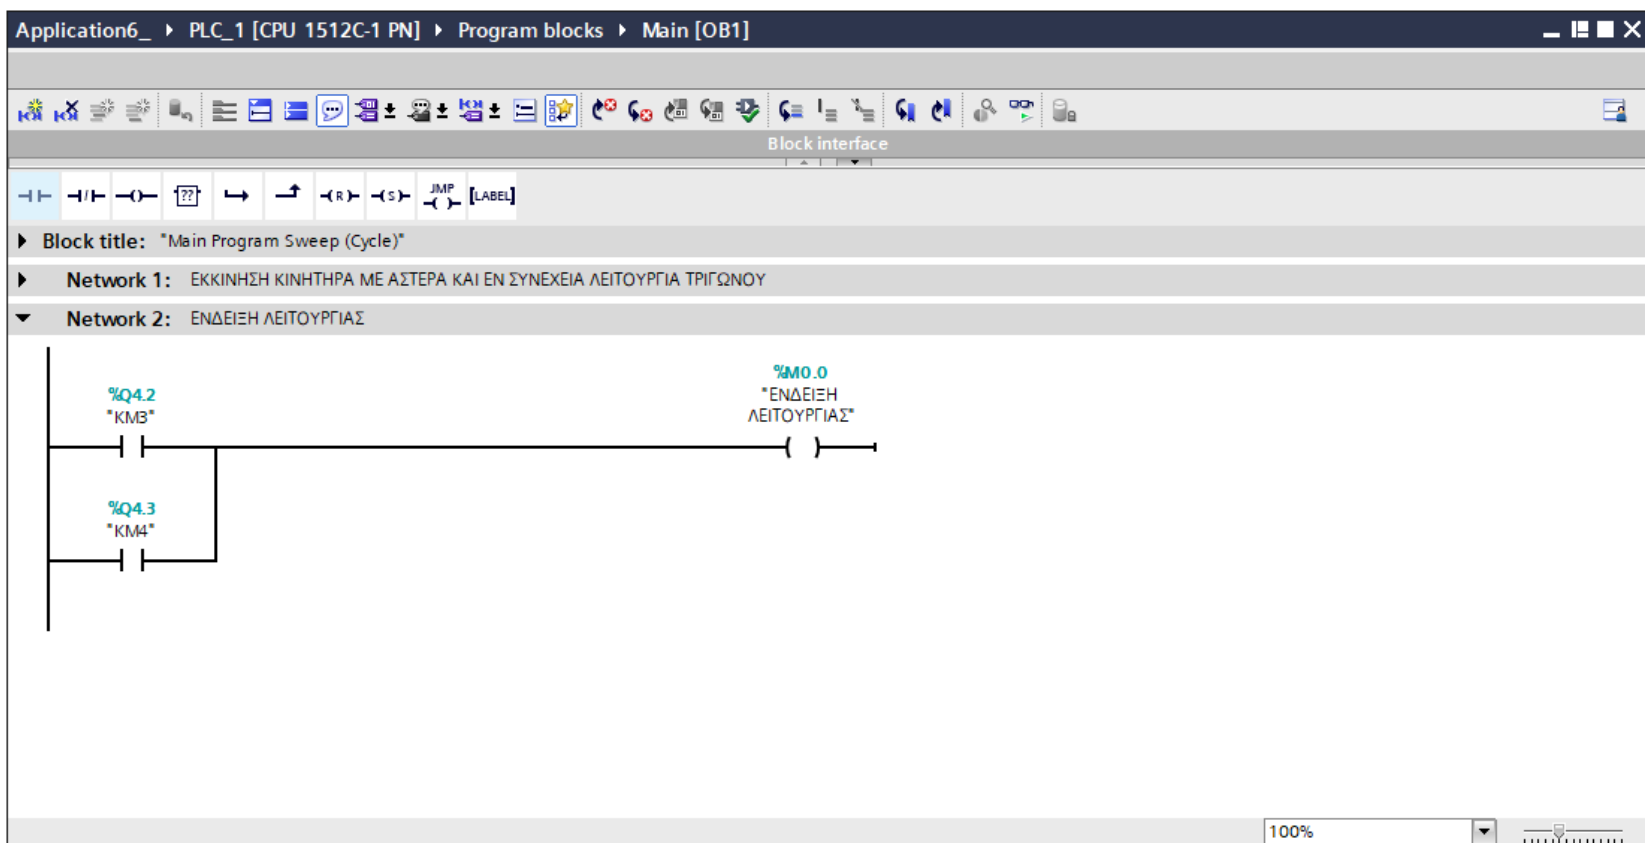 Application6_ ▸ PLC_1 [CPU 1512C-1 PN] ▸ Program blocks ▸ Main [OB1]
Block interface
?? R S JMP [LABEL]
Block title: "Main Program Sweep (Cycle)"
Network 1: ΕΚΚΙΝΗΣΗ ΚΙΝΗΤΗΡΑ ΜΕ ΑΣΤΕΡΑ ΚΑΙ ΕΝ ΣΥΝΕΧΕΙΑ ΛΕΙΤΟΥΡΓΙΑ ΤΡΙΓΩΝΟΥ
Network 2: ΕΝΔΕΙΞΗ ΛΕΙΤΟΥΡΓΙΑΣ
%Q4.2
"KM3"
%M0.0
"ΕΝΔΕΙΞΗ
ΛΕΙΤΟΥΡΓΙΑΣ"
%Q4.3
"KM4"
100%